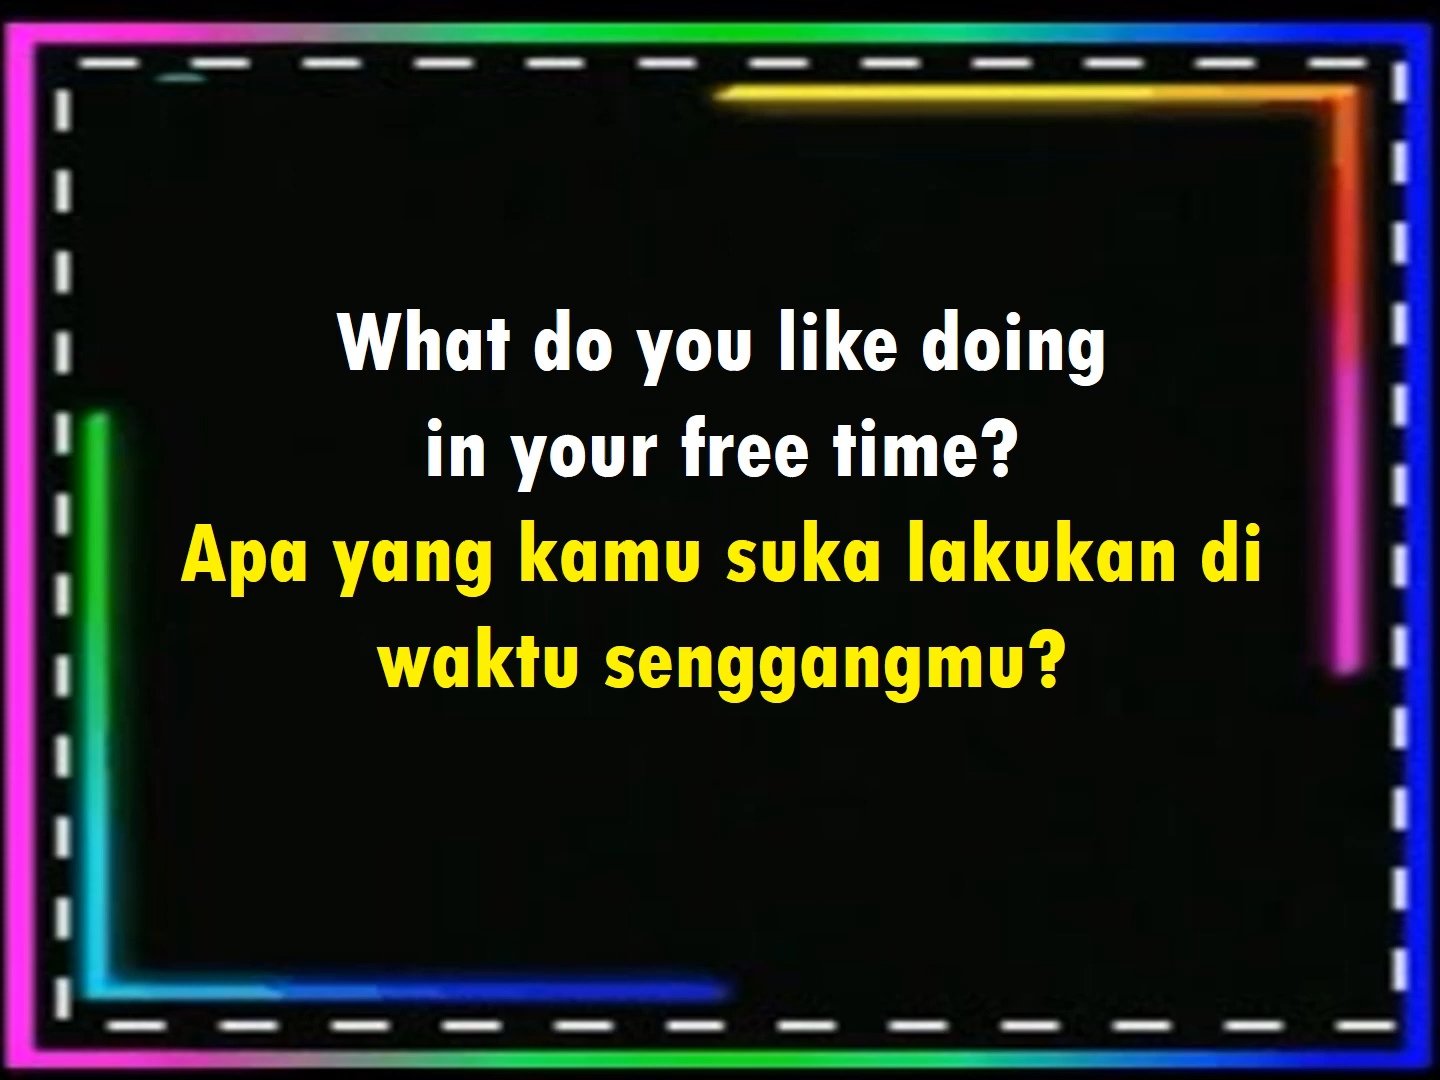 What do you like doing
in your free time?
Apa yang kamu suka lakukan di
waktu senggangmu?